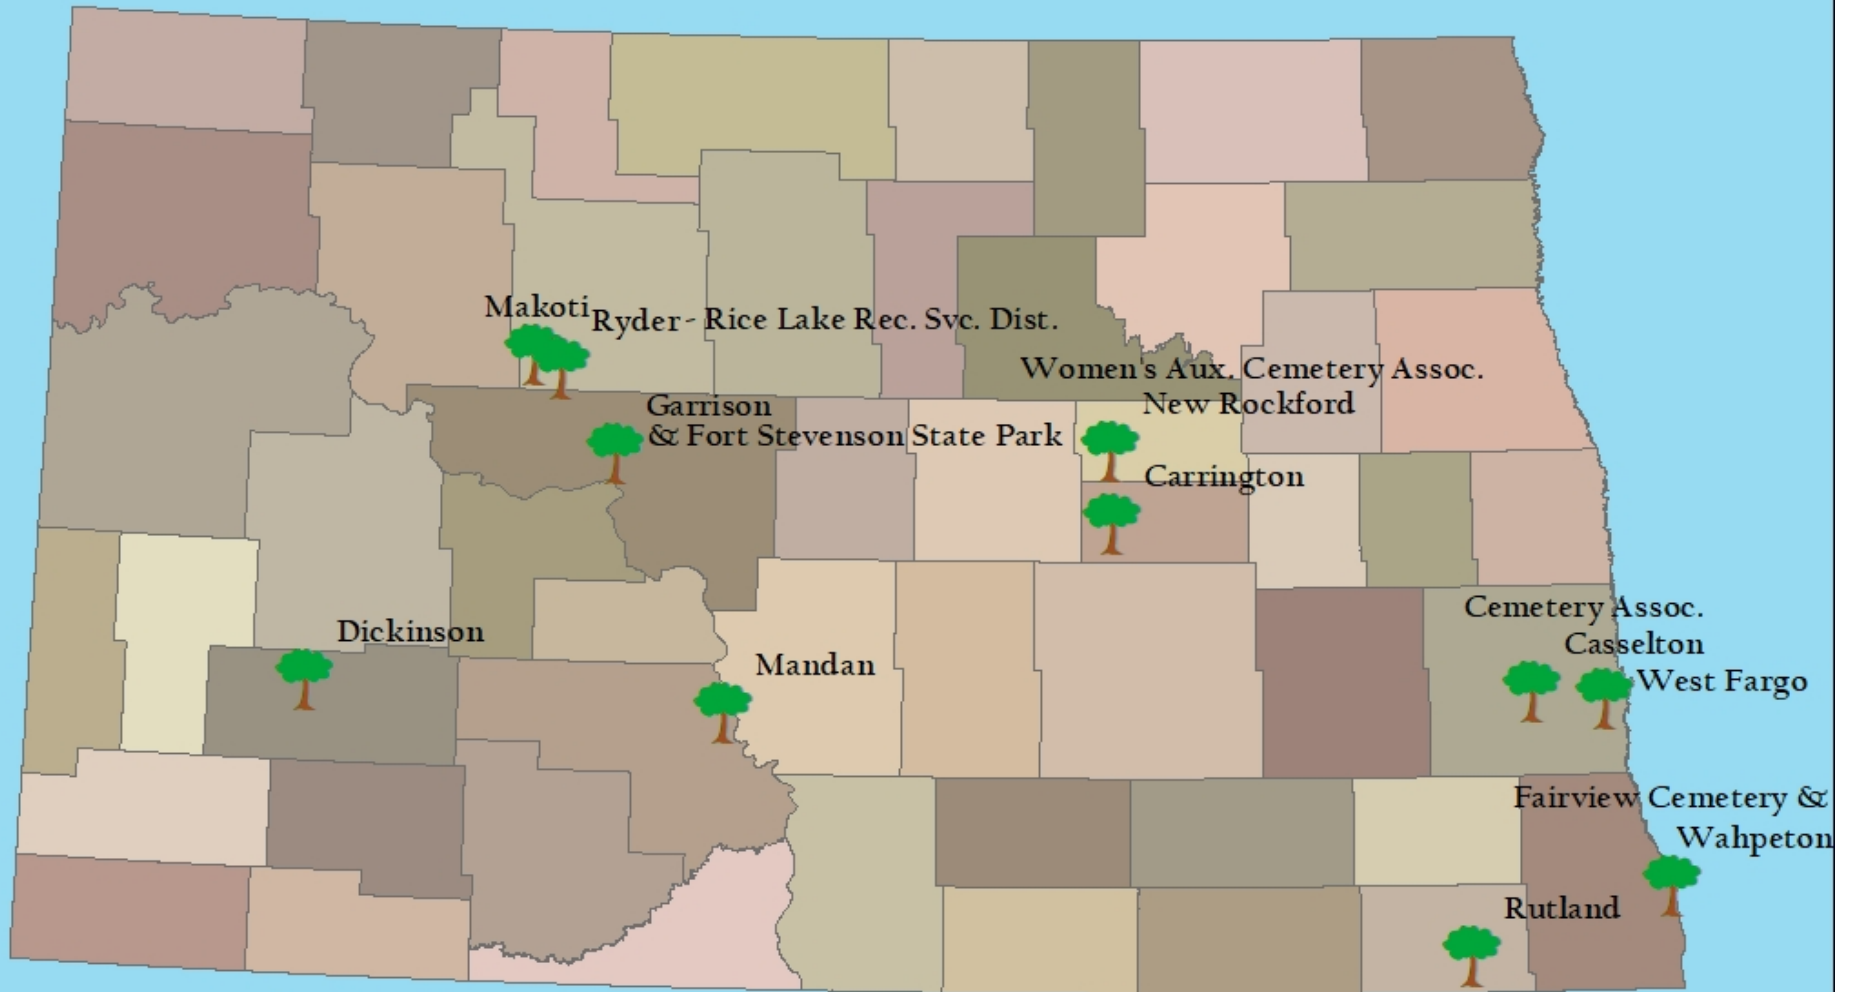 Makoti
Ryder - Rice Lake Rec. Svc. Dist.
Women's Aux. Cemetery Assoc.
New Rockford
Garrison
& Fort Stevenson State Park
Carrington
Dickinson
Mandan
Cemetery Assoc.
Casselton
West Fargo
Fairview Cemetery &
Wahpeton
Rutland